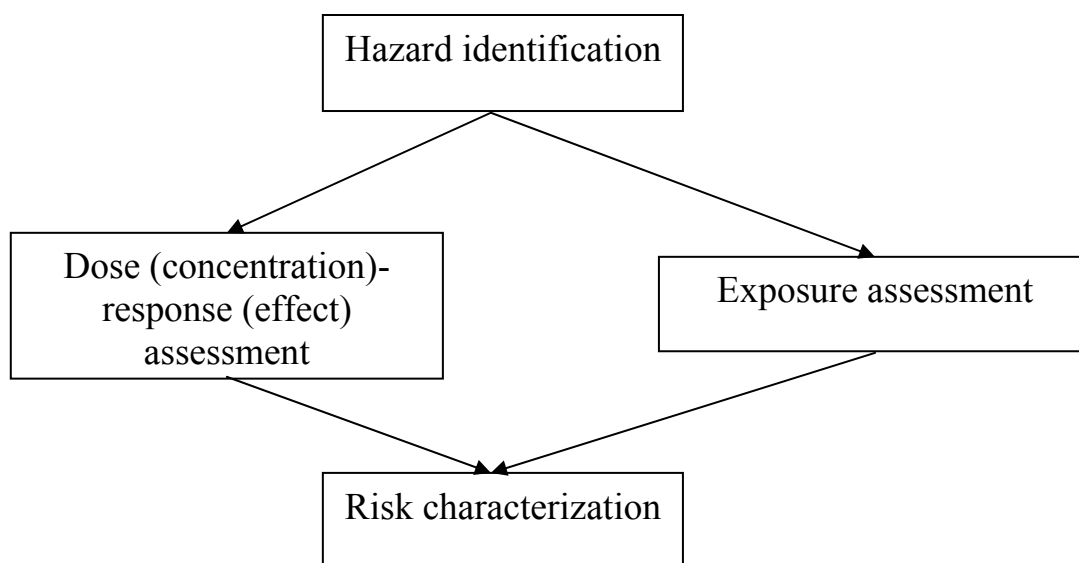 Hazard identification
Dose (concentration)-
response (effect)
assessment
Exposure assessment
Risk characterization